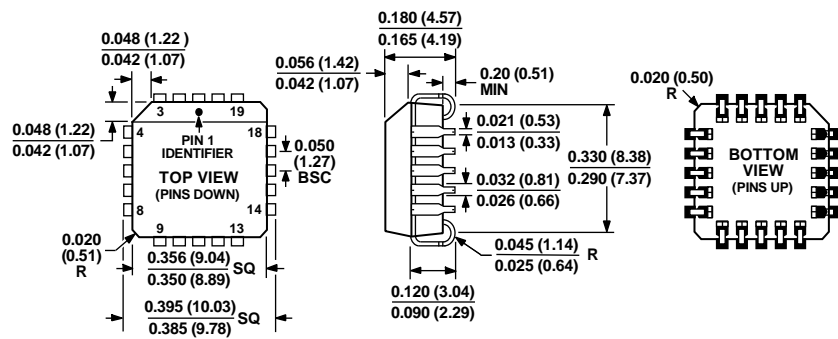 0.048 (1.22)
0.042 (1.07)
0.180 (4.57)
0.165 (4.19)
0.056 (1.42)
0.042 (1.07)
0.20 (0.51)
MIN
0.020 (0.50)
R
3
19
0.048 (1.22)
0.042 (1.07)
4
18
PIN 1
IDENTIFIER
TOP VIEW
(PINS DOWN)
0.050
(1.27)
BSC
8
14
9
13
0.021 (0.53)
0.013 (0.33)
0.032 (0.81)
0.026 (0.66)
0.330 (8.38)
0.290 (7.37)
BOTTOM
VIEW
(PINS UP)
0.020
(0.51)
R
0.356 (9.04)
0.350 (8.89)
SQ
0.395 (10.03)
0.385 (9.78)
SQ
0.045 (1.14)
0.025 (0.64)
R
0.120 (3.04)
0.090 (2.29)